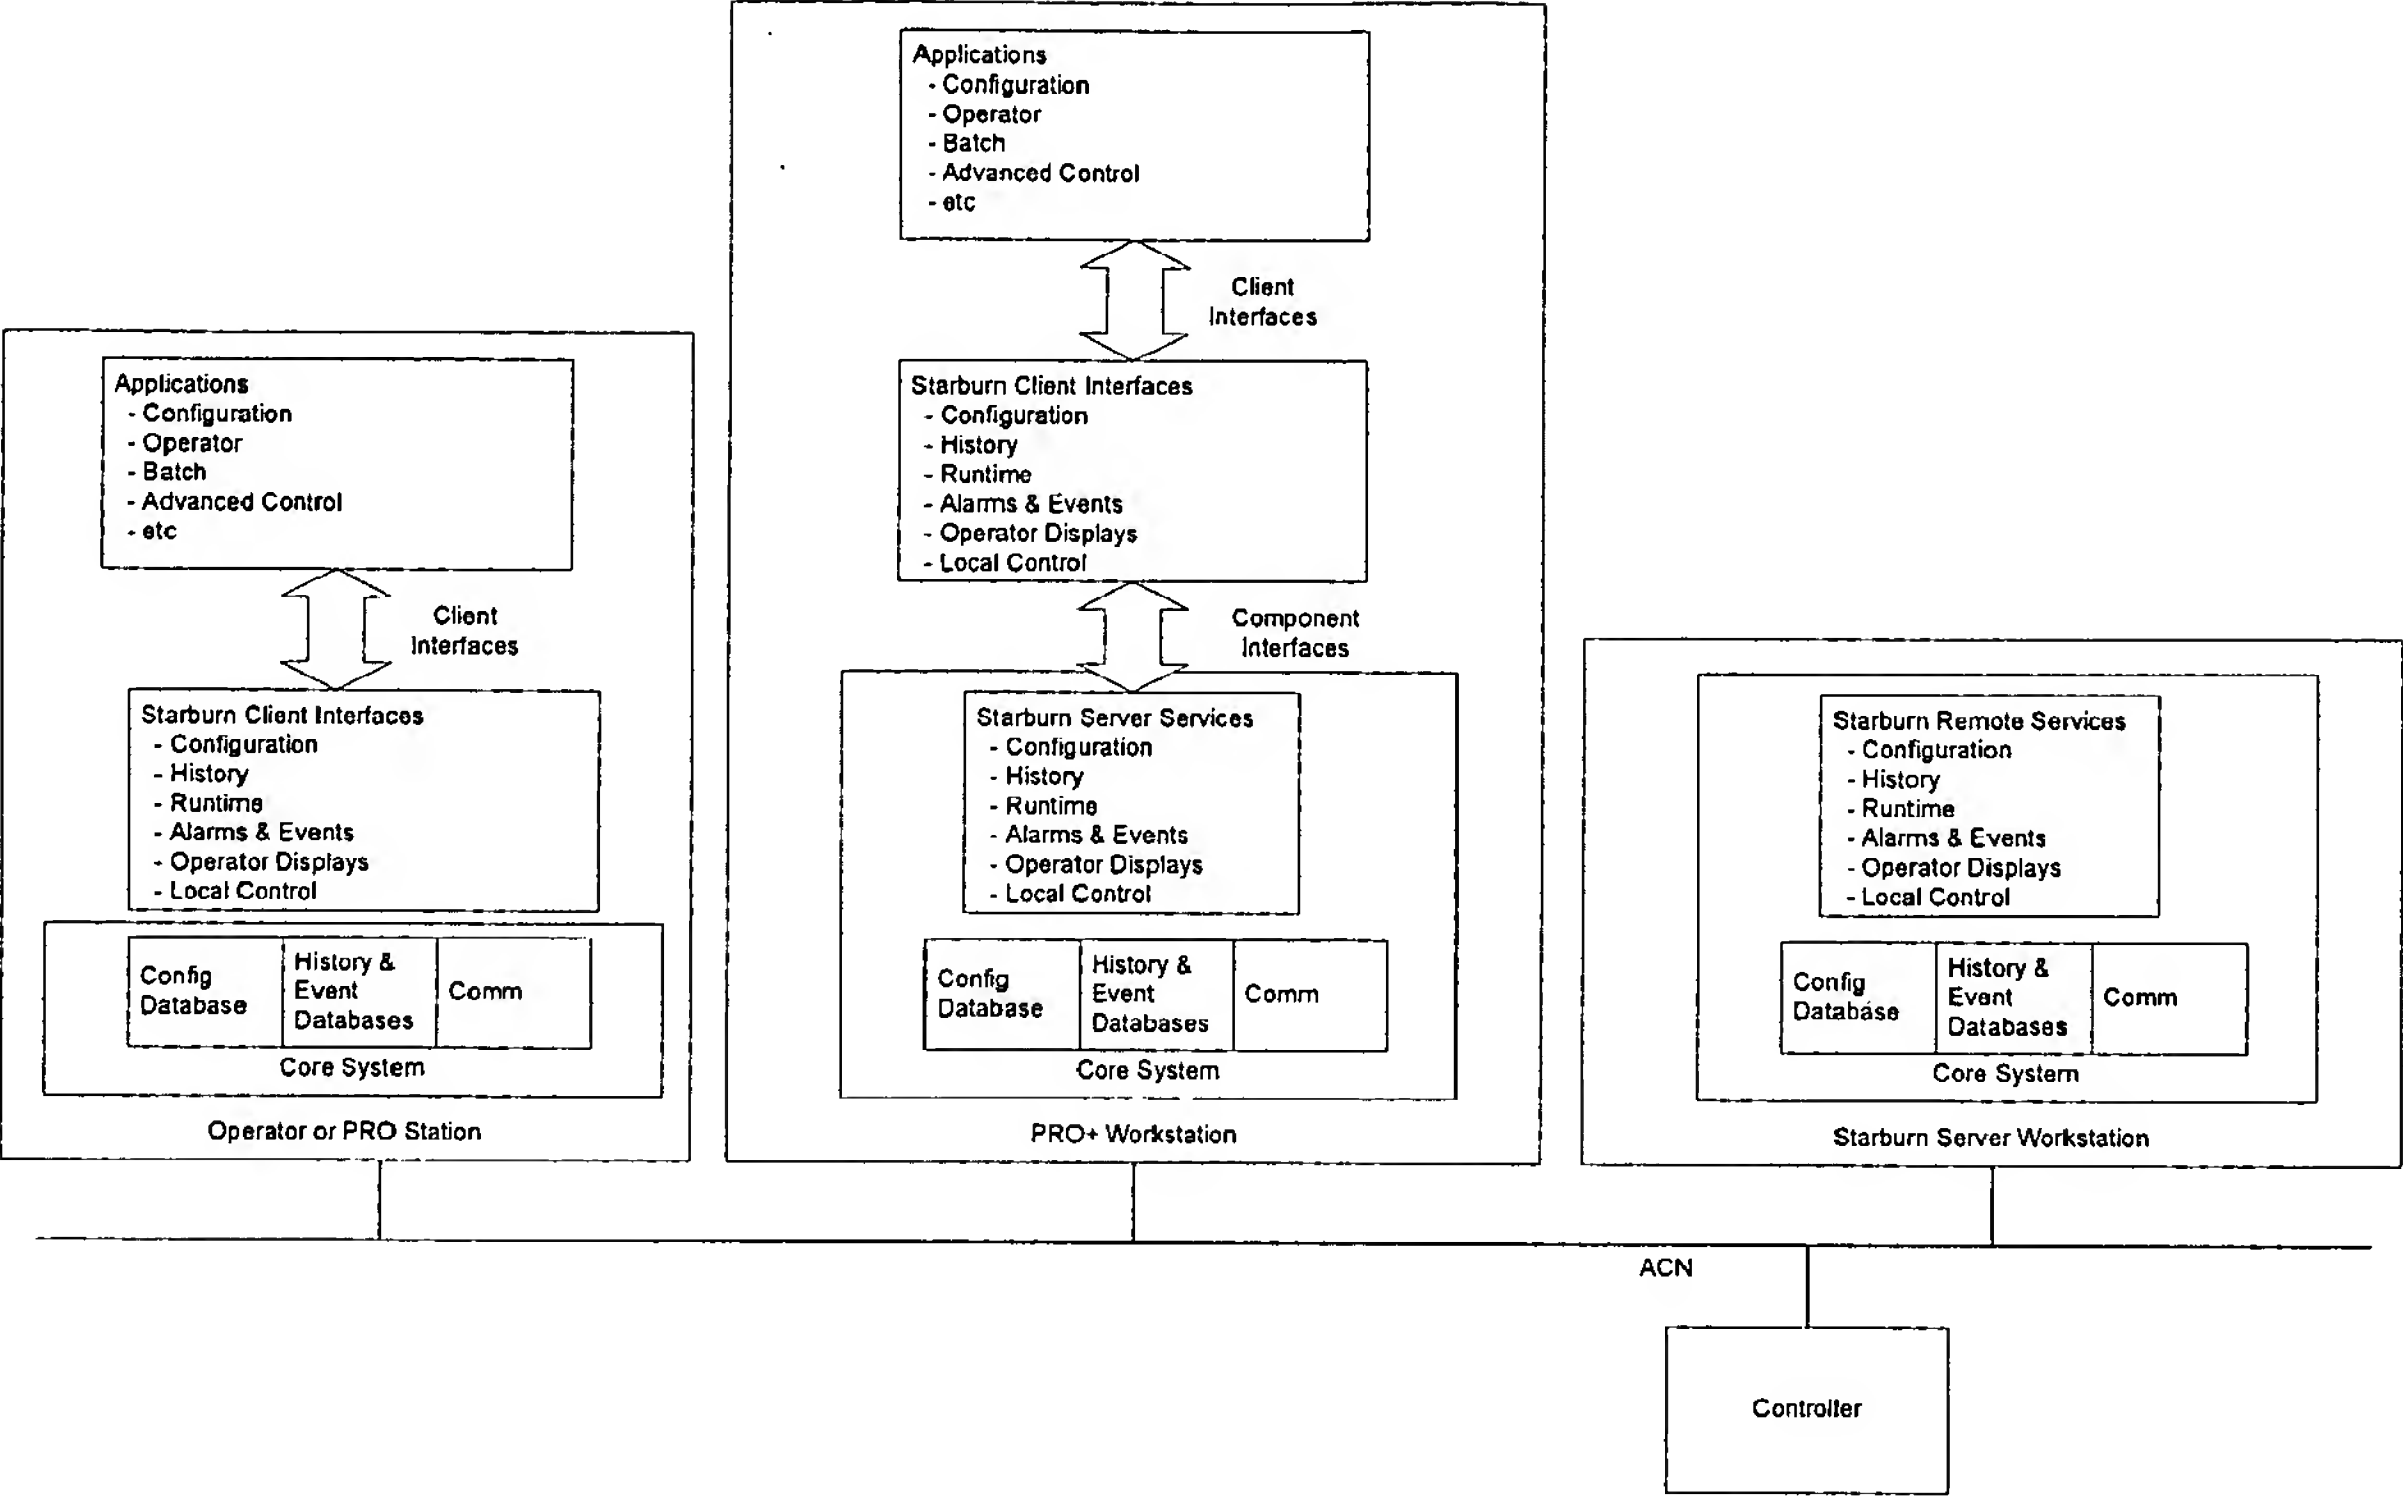 Applications
- Configuration
- Operator
- Batch
- Advanced Control
- etc
Client
Interfaces
Starburn Client Interfaces
- Configuration
- History
- Runtime
- Alarms & Events
- Operator Displays
- Local Control
Config
Database
History &
Event
Databases
Comm
Core System
Operator or PRO Station
Applications
- Configuration
- Operator
- Batch
- Advanced Control
- etc
Client
Interfaces
Starburn Client Interfaces
- Configuration
- History
- Runtime
- Alarms & Events
- Operator Displays
- Local Control
Component
Interfaces
Starburn Server Services
- Configuration
- History
- Runtime
- Alarms & Events
- Operator Displays
- Local Control
Config
Database
History &
Event
Databases
Comm
Core System
PRO+ Workstation
Starburn Remote Services
- Configuration
- History
- Runtime
- Alarms & Events
- Operator Displays
- Local Control
Config
Database
History &
Event
Databases
Comm
Core System
Starburn Server Workstation
ACN
Controller